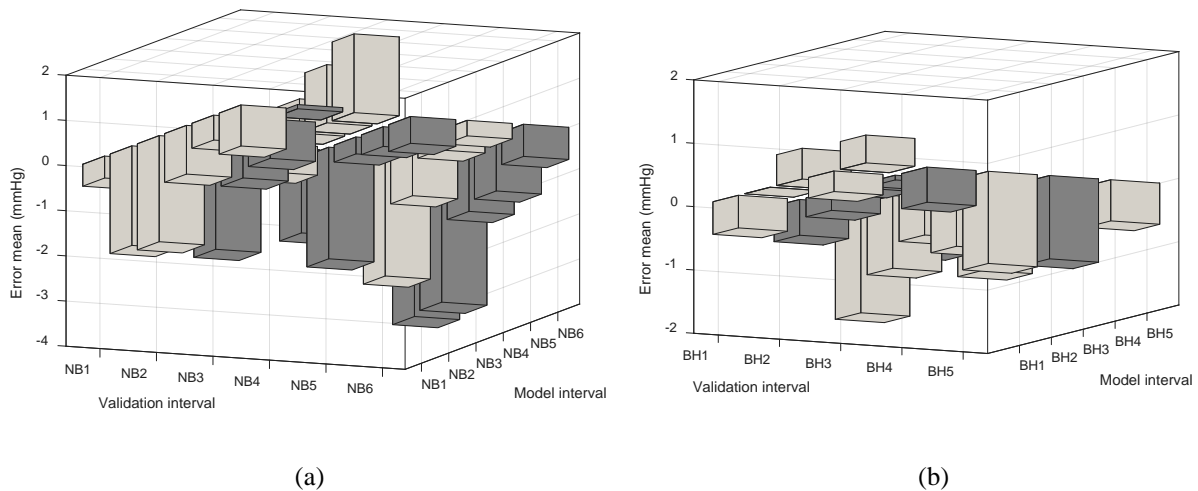 2
1
0
-1
-2
-3
-4
Error mean (mmHg)
NB1
NB2
NB3
NB4
NB5
NB6
Validation interval
NB1
NB2
NB3
NB4
NB5
NB6
Model interval
(a)
2
1
0
-1
-2
Error mean (mmHg)
BH1
BH2
BH3
BH4
BH5
Validation interval
BH1
BH2
BH3
BH4
BH5
Model interval
(b)